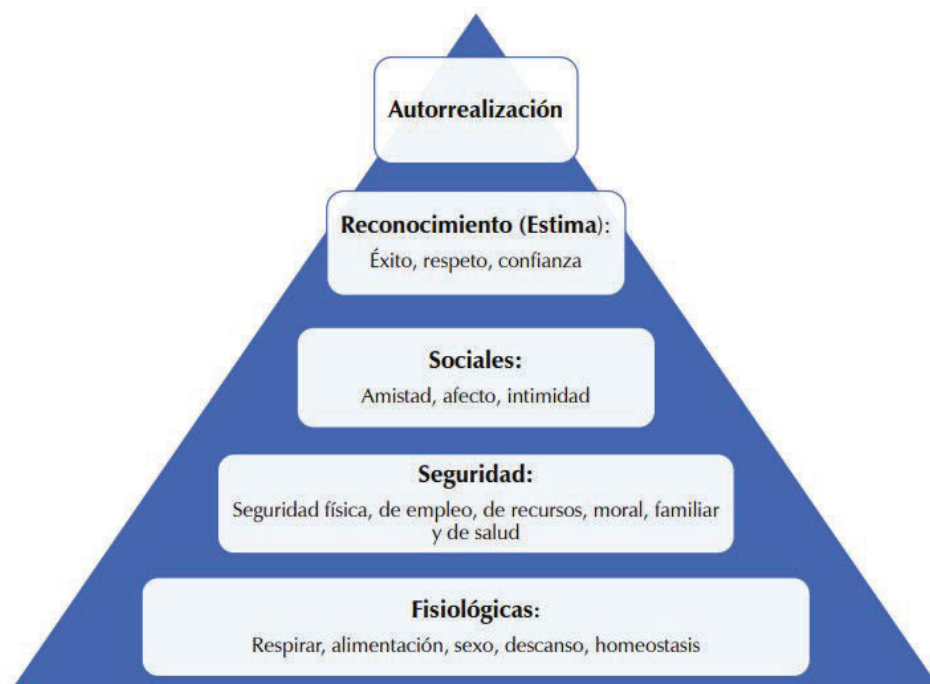 Autorrealización
Reconocimiento (Estima):
Éxito, respeto, confianza
Sociales:
Amistad, afecto, intimidad
Seguridad:
Seguridad física, de empleo, de recursos, moral, familiar
y de salud
Fisiológicas:
Respirar, alimentación, sexo, descanso, homeostasis